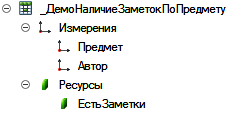 _ДемоНаличиеЗаметокПоПредмету
Измерения
Предмет
Автор
Ресурсы
ЕстьЗаметки